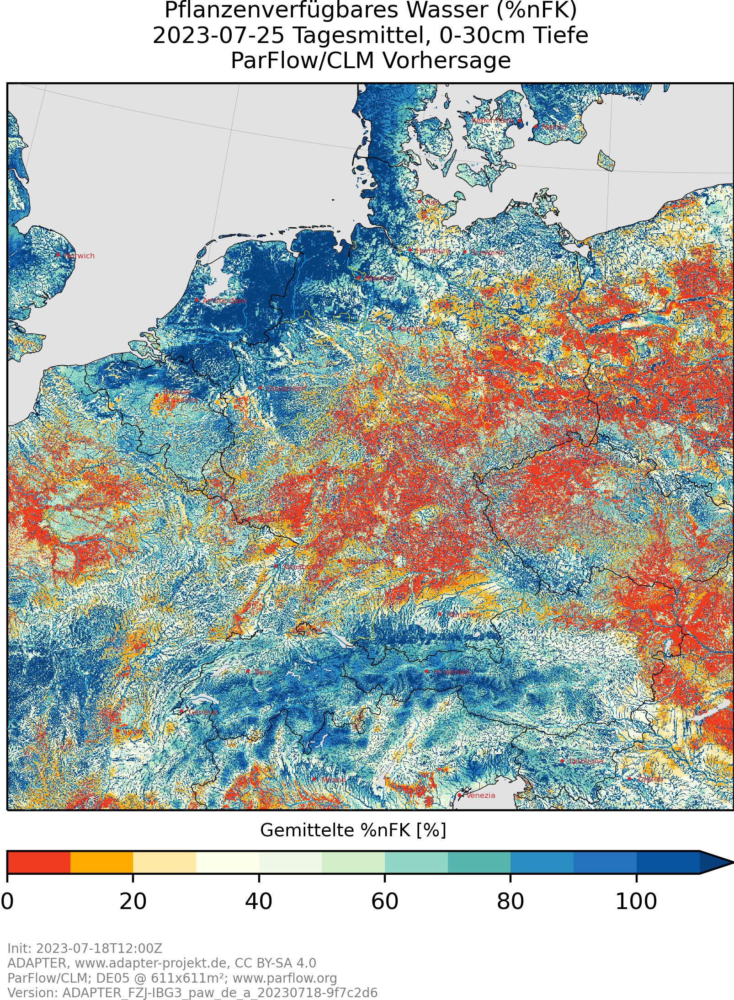 Pflanzenverfügbares Wasser (%nFK)
2023-07-25 Tagesmittel, 0-30cm Tiefe
ParFlow/CLM Vorhersage
København
Malmö
Kiel
Norwich
Hamburg
Schwerin
Bremen
Amsterdam
Hannover
Düsseldorf
Brussel
Strasbourg
München
Bern
Innsbruck
Genève
Ljubljana
Milano
Zagreb
Venezia
Gemittelte %nFK [%]
0 20 40 60 80 100
Init: 2023-07-18T12:00Z
ADAPTER, www.adapter-projekt.de, CC BY-SA 4.0
ParFlow/CLM; DE05 @ 611x611m²; www.parflow.org
Version: ADAPTER_FZJ-IBG3_paw_de_a_20230718-9f7c2d6